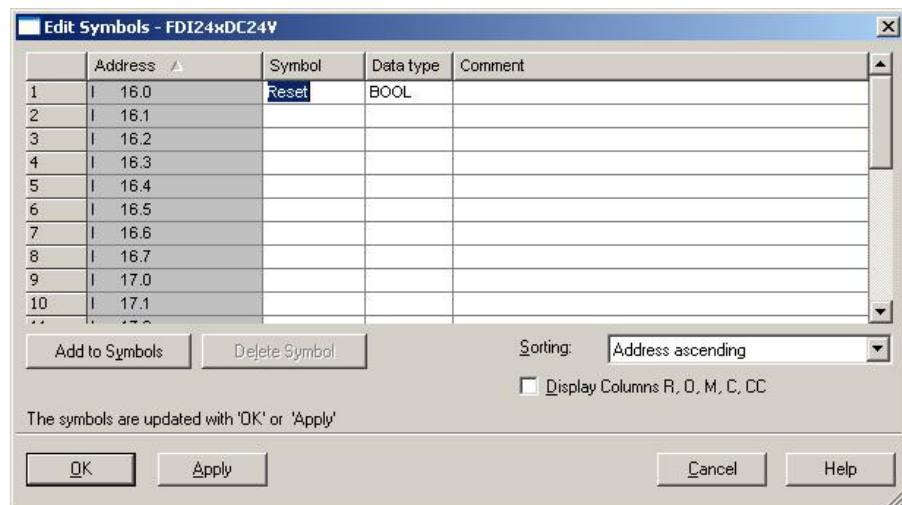 Edit Symbols - FDI24xDC24V
Address Symbol Data type Comment
1 I 16.0 Reset BOOL
2 I 16.1
3 I 16.2
4 I 16.3
5 I 16.4
6 I 16.5
7 I 16.6
8 I 16.7
9 I 17.0
10 I 17.1
Add to Symbols Delete Symbol Sorting: Address ascending
Display Columns R, O, M, C, CC
The symbols are updated with 'OK' or 'Apply'
OK Apply Cancel Help